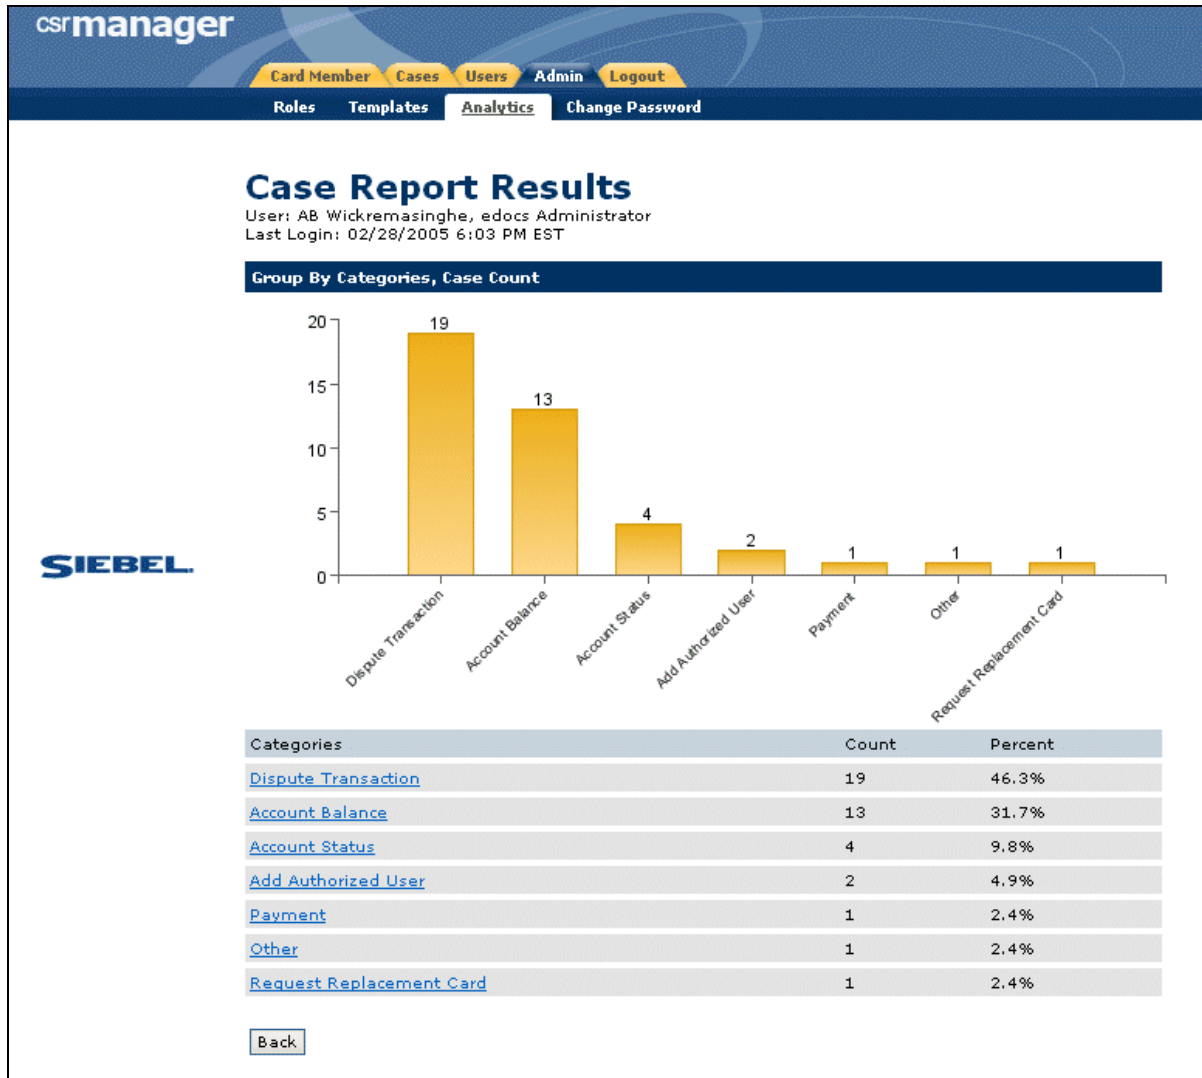 csrmanager
Card Member Cases Users Admin Logout
Roles Templates Analytics Change Password
Case Report Results
User: AB Wickremasinghe, edocs Administrator
Last Login: 02/28/2005 6:03 PM EST
Group By Categories, Case Count
20
15
10
5
0
19
13
4
2
1
1
1
Dispute Transaction
Account Balance
Account Status
Add Authorized User
Payment
Other
Request Replacement Card
SIEBEL.
Categories Count Percent
Dispute Transaction 19 46.3%
Account Balance 13 31.7%
Account Status 4 9.8%
Add Authorized User 2 4.9%
Payment 1 2.4%
Other 1 2.4%
Request Replacement Card 1 2.4%
Back